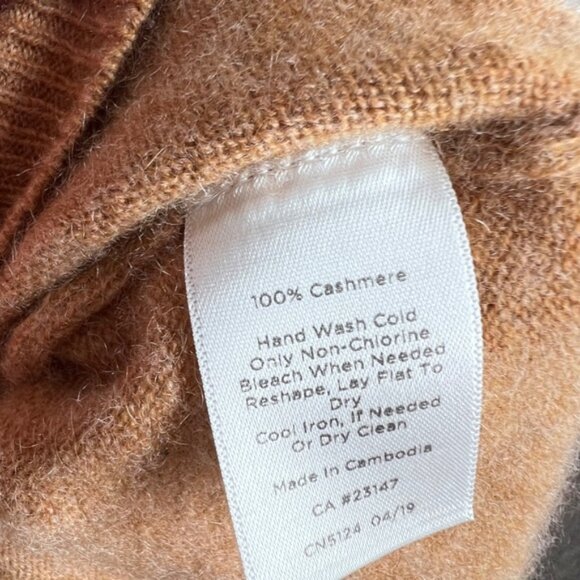 100% Cashmere
Hand Wash Cold
Only Non-Chlorine
Bleach When Needed
Reshape, Lay Flat To
Dry
Cool Iron, If Needed
Or Dry Clean
Made In Cambodia
CA #23147
CN5124 04/19